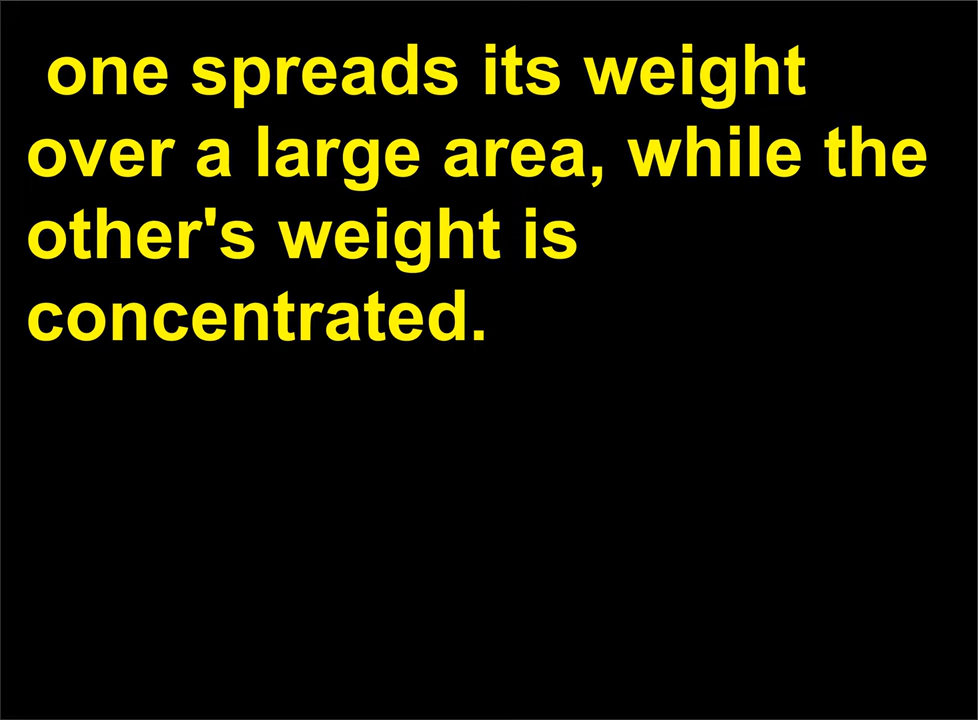 one spreads its weight
over a large area, while the
other's weight is
concentrated.